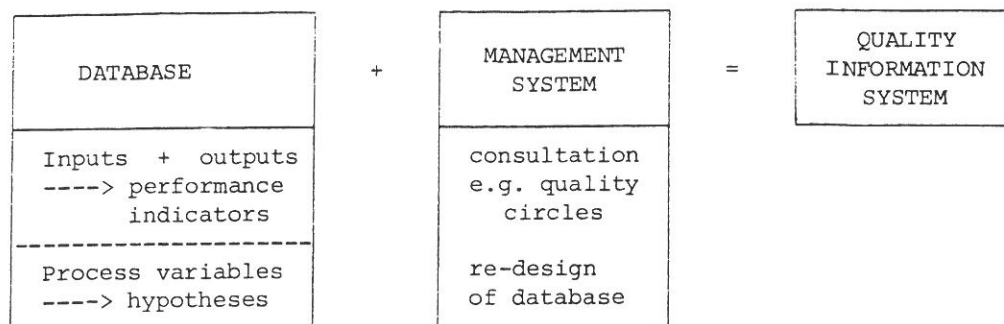 DATABASE
+
MANAGEMENT
SYSTEM
=
QUALITY
INFORMATION
SYSTEM
Inputs + outputs
----> performance
indicators
Process variables
----> hypotheses
consultation
e.g. quality
circles
re-design
of database